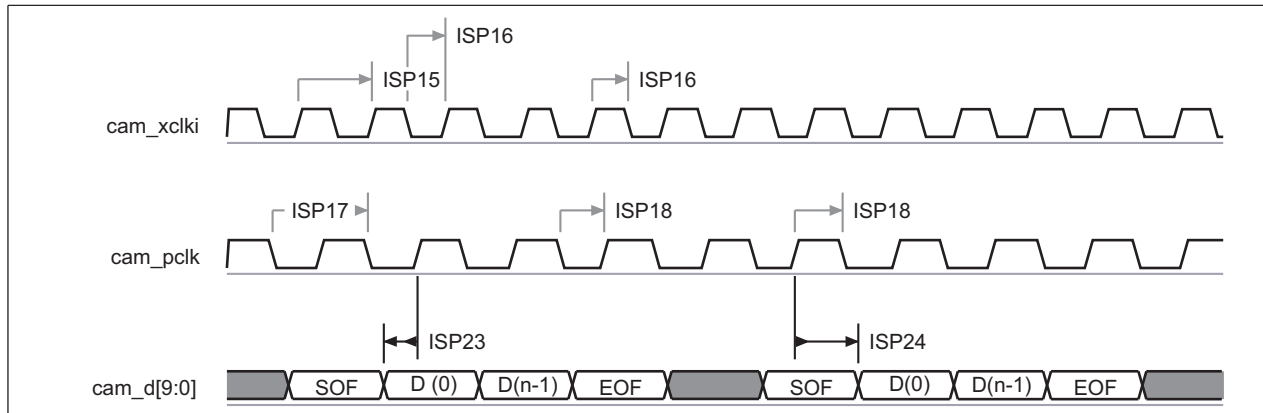 ISP16
ISP15
ISP16
cam_xclki
ISP17
ISP18
ISP18
cam_pclk
ISP23
ISP24
cam_d[9:0]
SOF
D (0)
D(n-1)
EOF
SOF
D(0)
D(n-1)
EOF